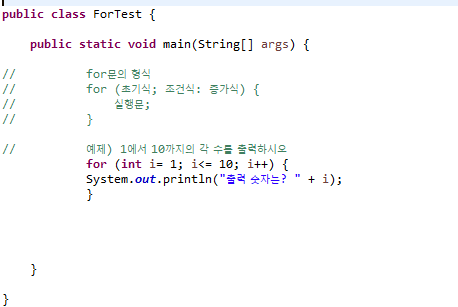 public class ForTest {
public static void main(String[] args) {
// for문의 형식
// for (초기식; 조건식: 증가식) {
// 실행문;
// }
// 예제) 1에서 10까지의 각 수를 출력하시오
for (int i= 1; i<= 10; i++) {
System.out.println("출력 숫자는? " + i);
}
}
}